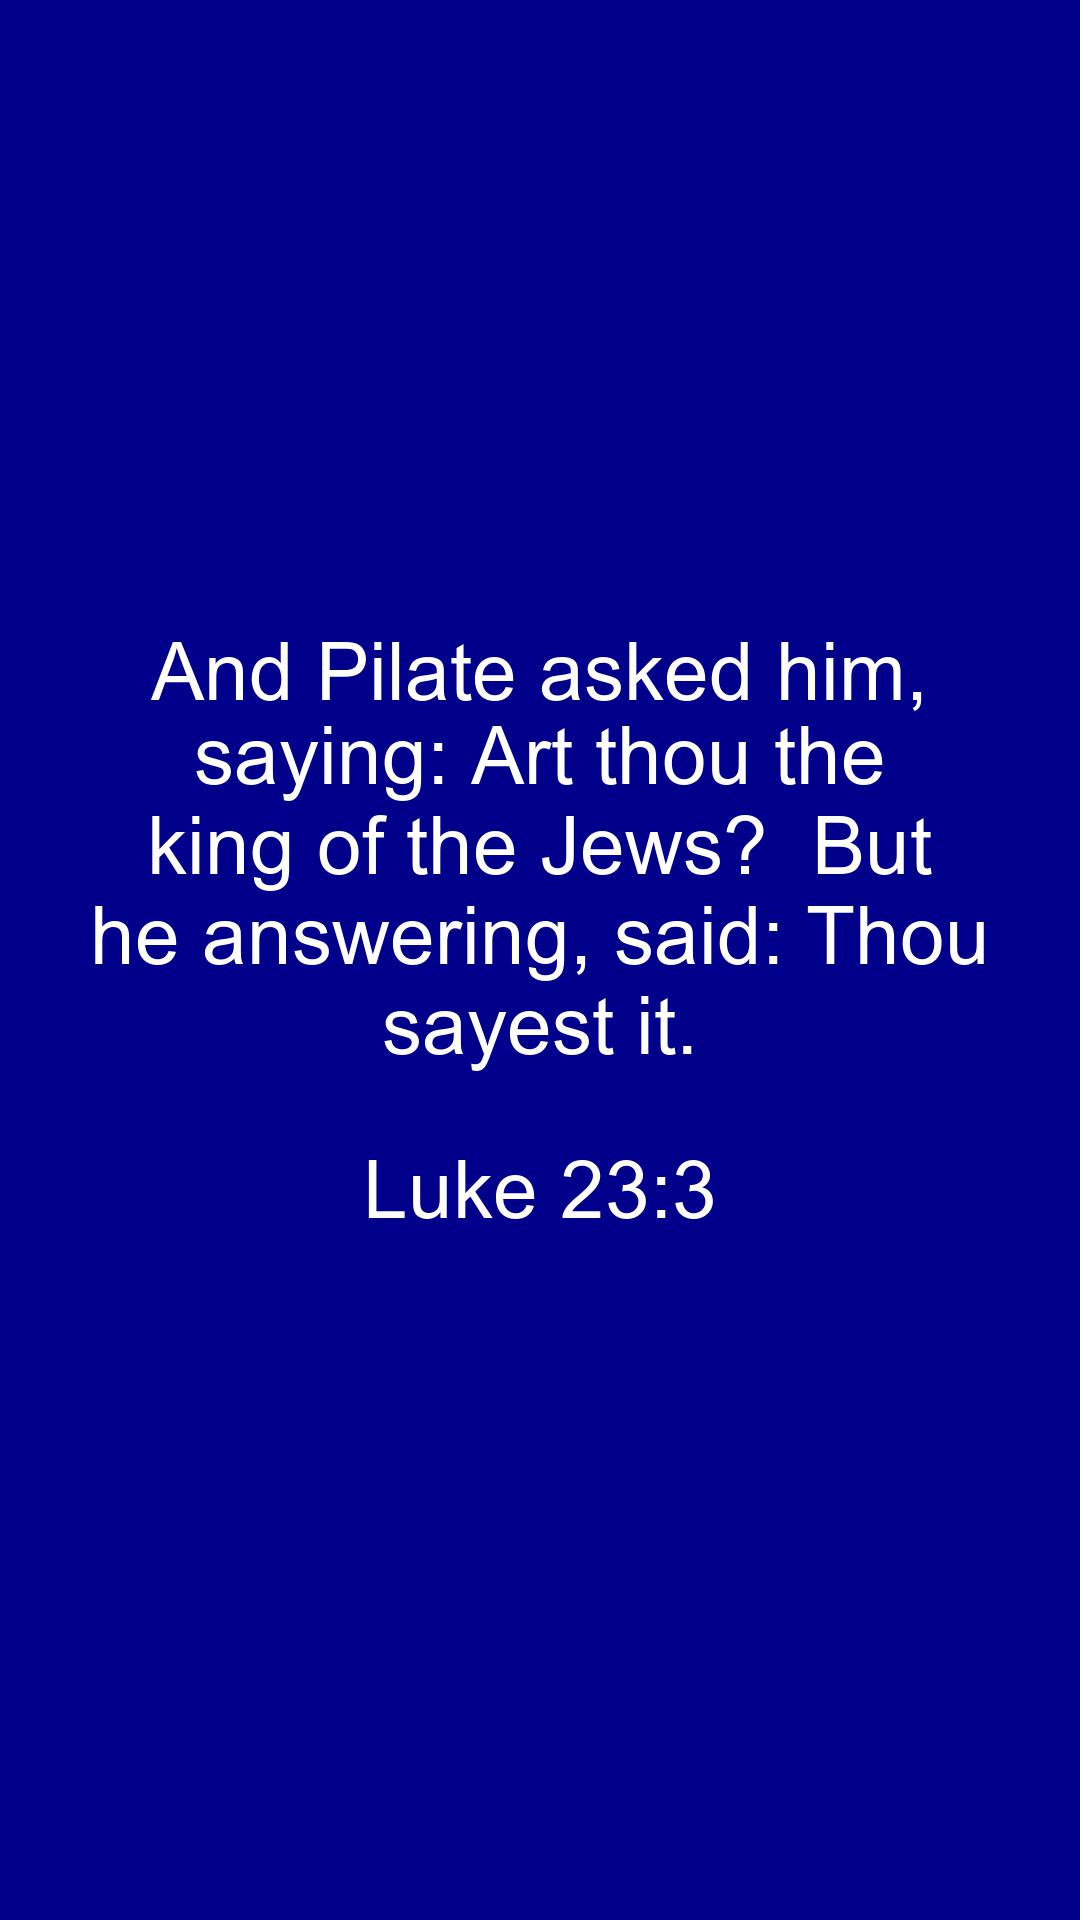 And Pilate asked him,
saying: Art thou the
king of the Jews?  But
he answering, said: Thou
sayest it.
Luke 23:3